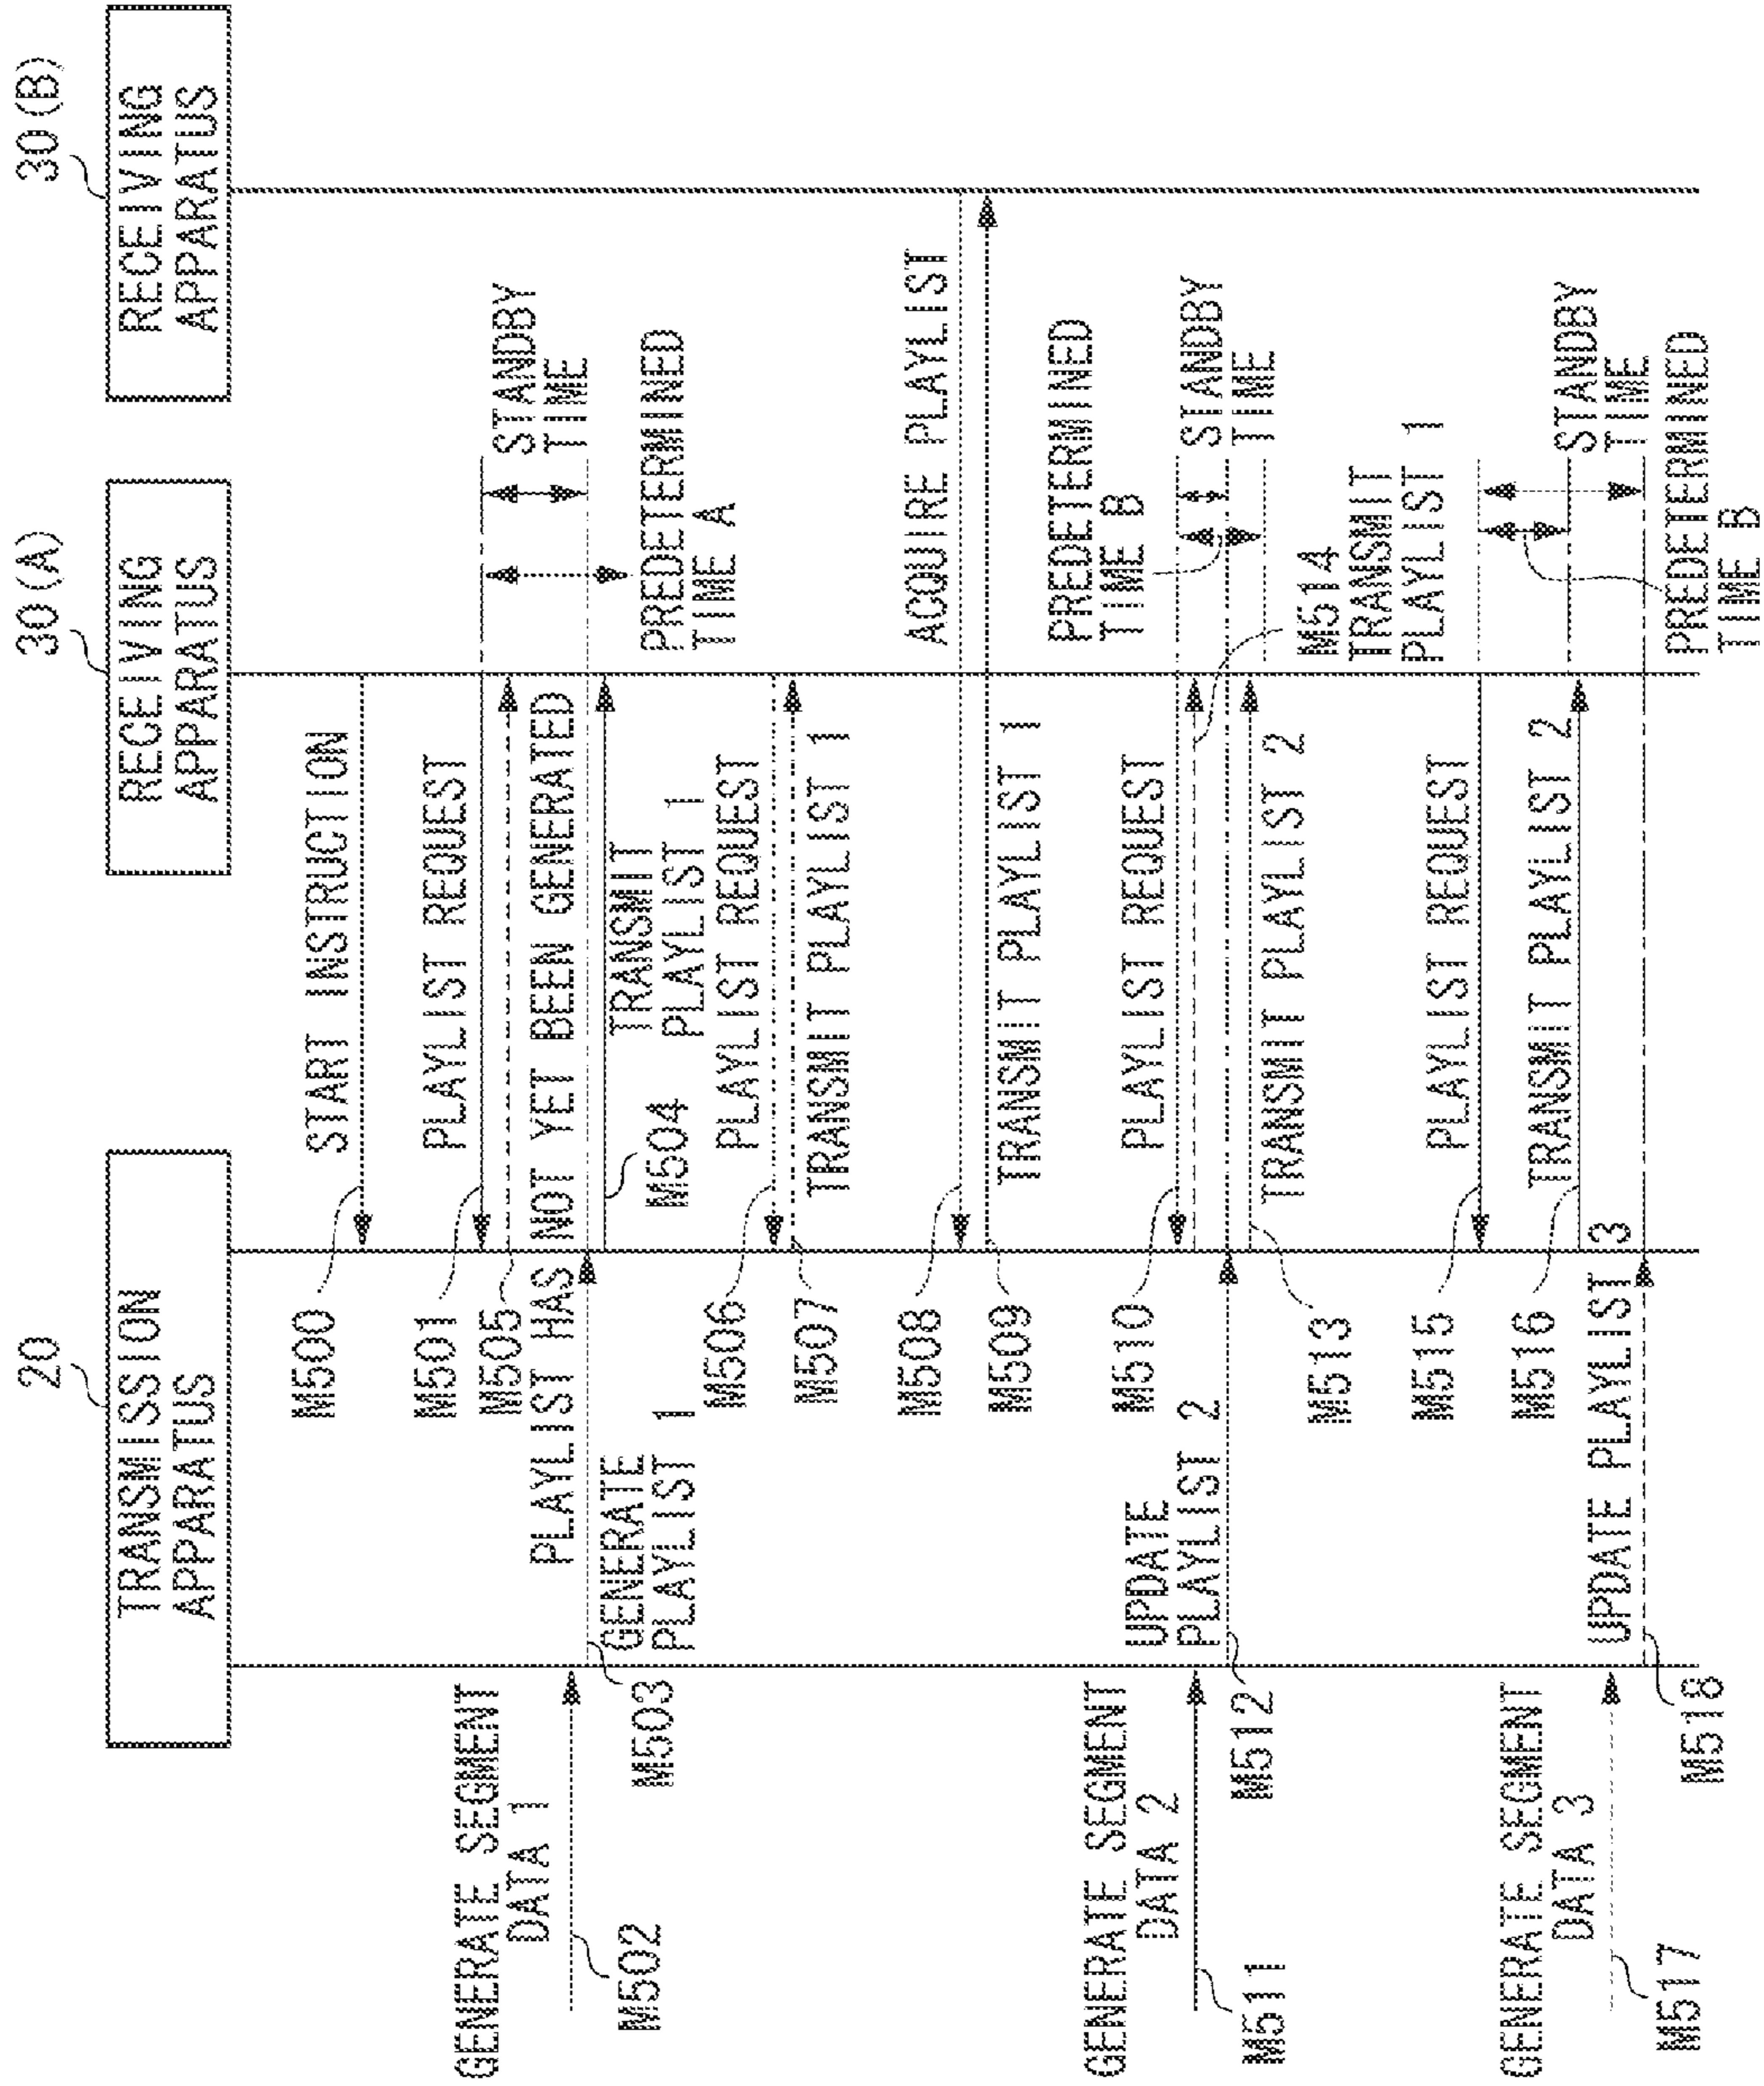 20
TRANSMISSION
APPARATUS
30(A)
RECEIVING
APPARATUS
30(B)
RECEIVING
APPARATUS
START INSTRUCTION
M500
PLAYLIST REQUEST
M501
M505
PLAYLIST HAS NOT YET BEEN GENERATED
STANDBY
TIME
PREDETERMINED
TIME A
GENERATE SEGMENT
DATA 1
M502
GENERATE
PLAYLIST 1
M503
TRANSMIT
PLAYLIST 1
M504
PLAYLIST REQUEST
M506
TRANSMIT PLAYLIST 1
M507
ACQUIRE PLAYLIST
M508
TRANSMIT PLAYLIST 1
M509
PLAYLIST REQUEST
M510
PREDETERMINED
TIME B
STANDBY
TIME
GENERATE SEGMENT
DATA 2
M511
UPDATE
PLAYLIST 2
M512
TRANSMIT PLAYLIST 2
M513
M514
TRANSMIT
PLAYLIST 1
PLAYLIST REQUEST
M515
TRANSMIT PLAYLIST 2
M516
STANDBY
TIME
PREDETERMINED
TIME B
GENERATE SEGMENT
DATA 3
M517
UPDATE PLAYLIST 3
M518